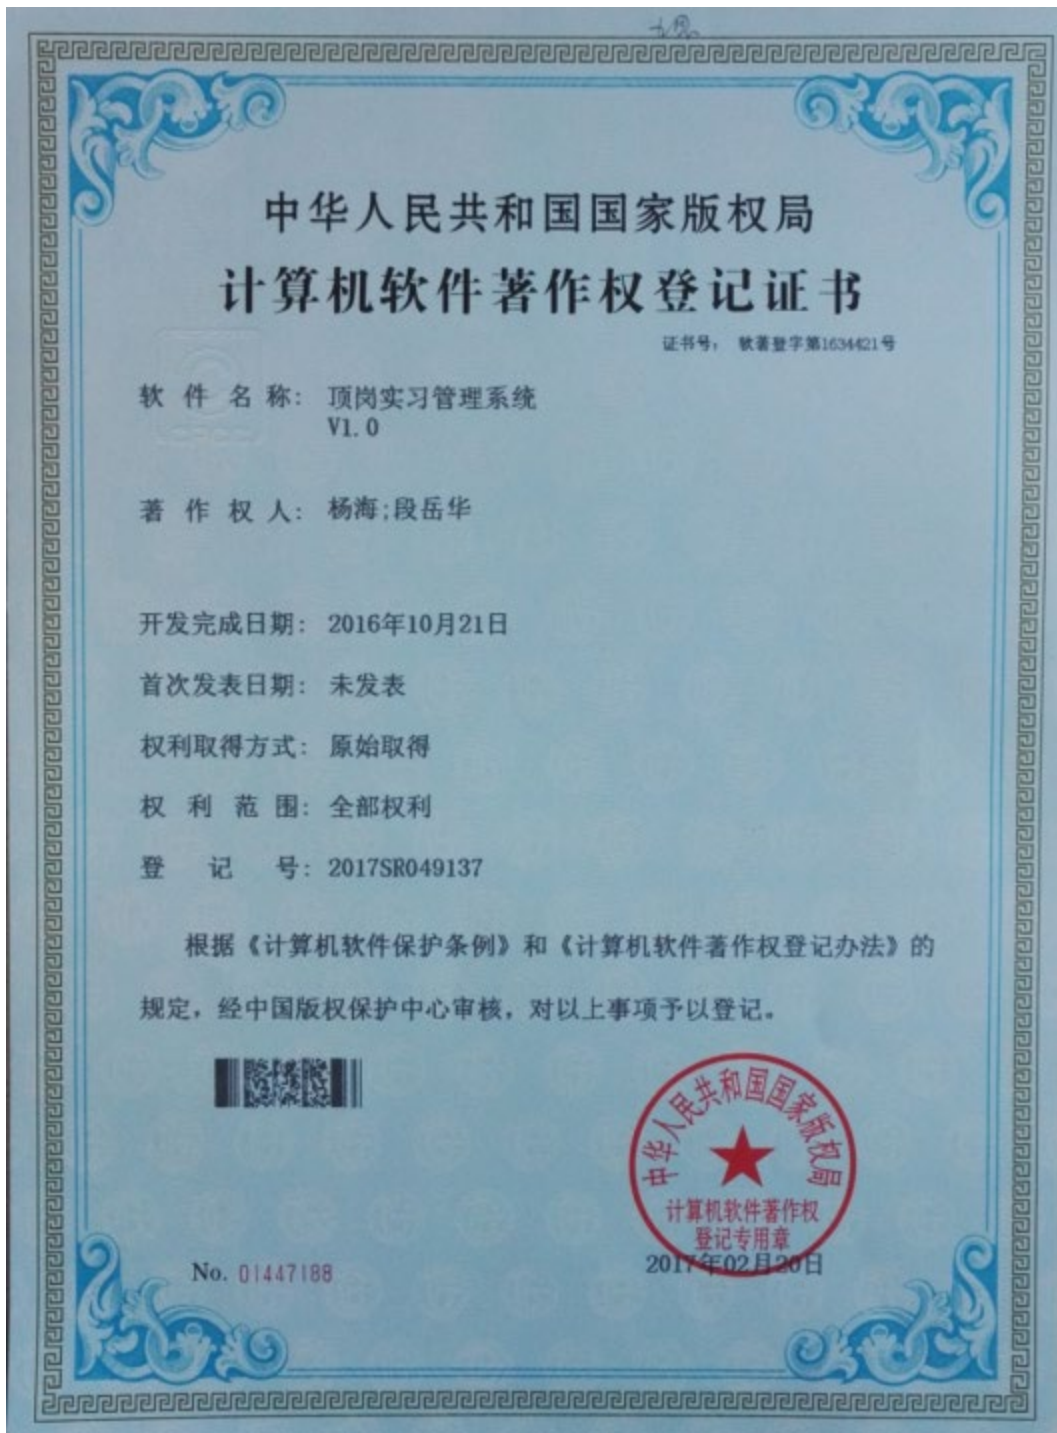 中华人民共和国国家版权局
计算机软件著作权登记证书
证书号： 软著登字第1634421号
软件名称： 顶岗实习管理系统
V1.0
著作权人： 杨海;段岳华
开发完成日期： 2016年10月21日
首次发表日期： 未发表
权利取得方式： 原始取得
权利范围： 全部权利
登记号： 2017SR049137
根据《计算机软件保护条例》和《计算机软件著作权登记办法》的
规定，经中国版权保护中心审核，对以上事项予以登记。
中华人民共和国国家版权局
计算机软件著作权
登记专用章
2017年02月20日
No. 01447188